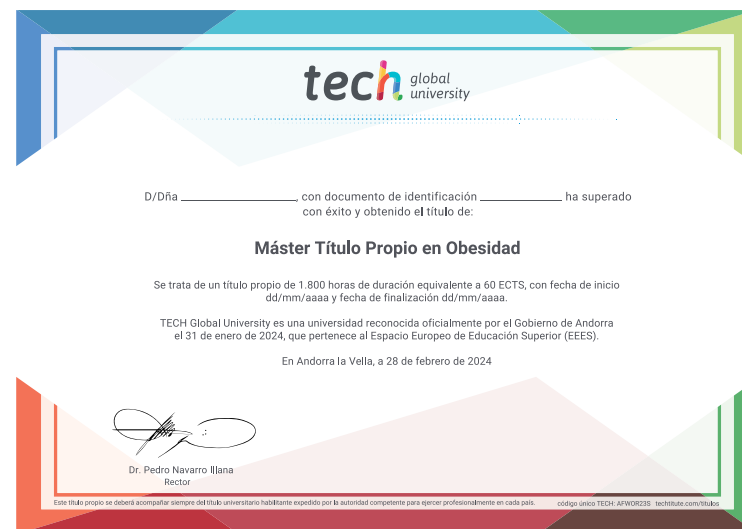 tech global university
D/Dña ____________, con documento de identificación ____________ ha superado
con éxito y obtenido el título de:
Máster Título Propio en Obesidad
Se trata de un título propio de 1.800 horas de duración equivalente a 60 ECTS, con fecha de inicio
dd/mm/aaaa y fecha de finalización dd/mm/aaaa.
TECH Global University es una universidad reconocida oficialmente por el Gobierno de Andorra
el 31 de enero de 2024, que pertenece al Espacio Europeo de Educación Superior (EEES).
En Andorra la Vella, a 28 de febrero de 2024
Dr. Pedro Navarro Illana
Rector
Este título propio se deberá acompañar siempre del título universitario habilitante expedido por la autoridad competente para ejercer profesionalmente en cada país. código único TECH: AFWOR23S techtitute.com/titulos